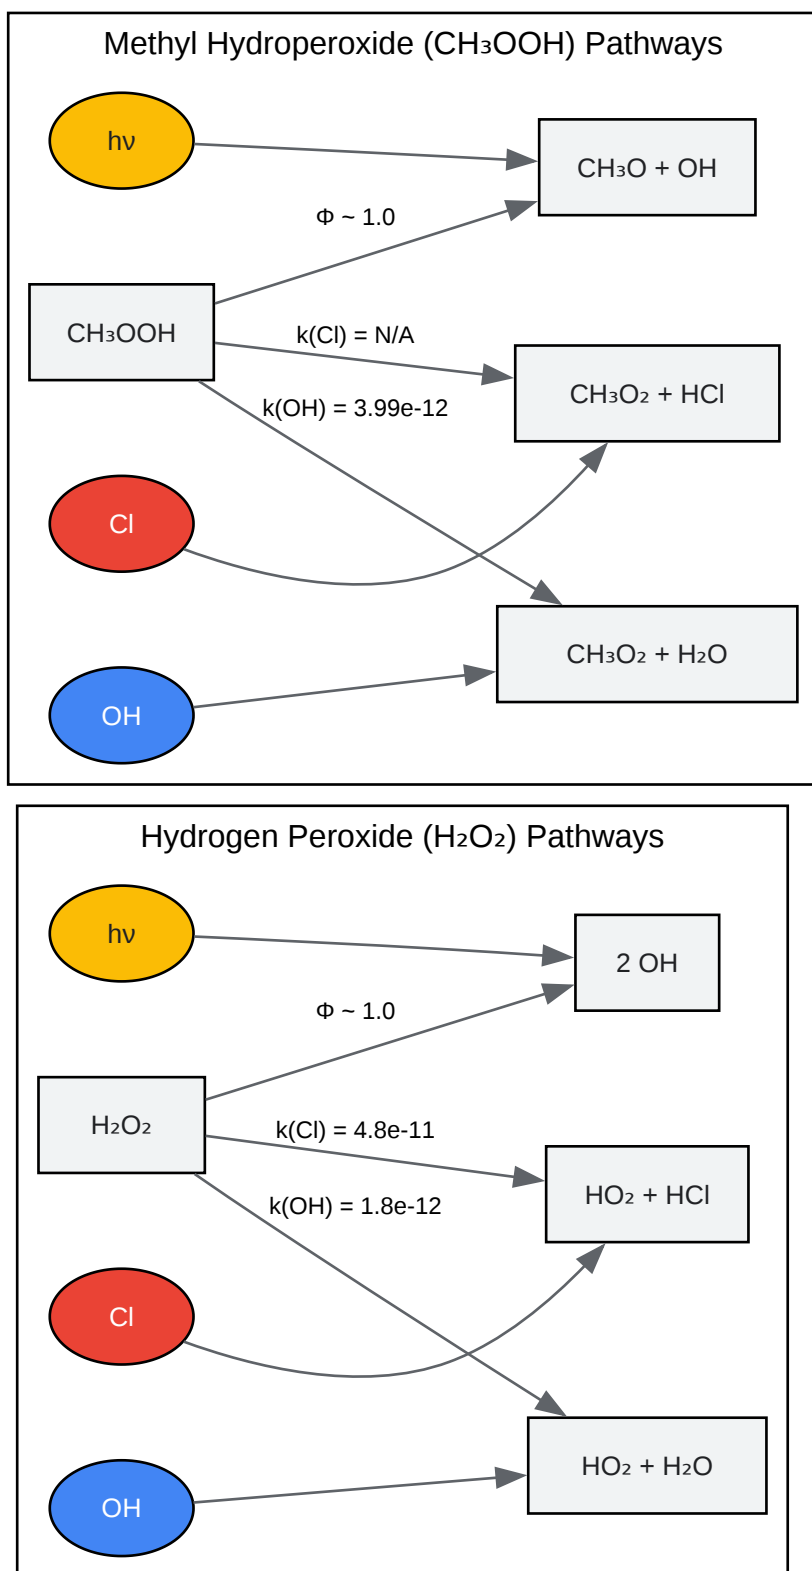 Methyl Hydroperoxide (CH₃OOH) Pathways
hν
CH₃O + OH
Φ ~ 1.0
CH₃OOH
k(Cl) = N/A
CH₃O₂ + HCl
k(OH) = 3.99e-12
Cl
CH₃O₂ + H₂O
OH
Hydrogen Peroxide (H₂O₂) Pathways
hν
2 OH
Φ ~ 1.0
H₂O₂
k(Cl) = 4.8e-11
HO₂ + HCl
k(OH) = 1.8e-12
Cl
HO₂ + H₂O
OH